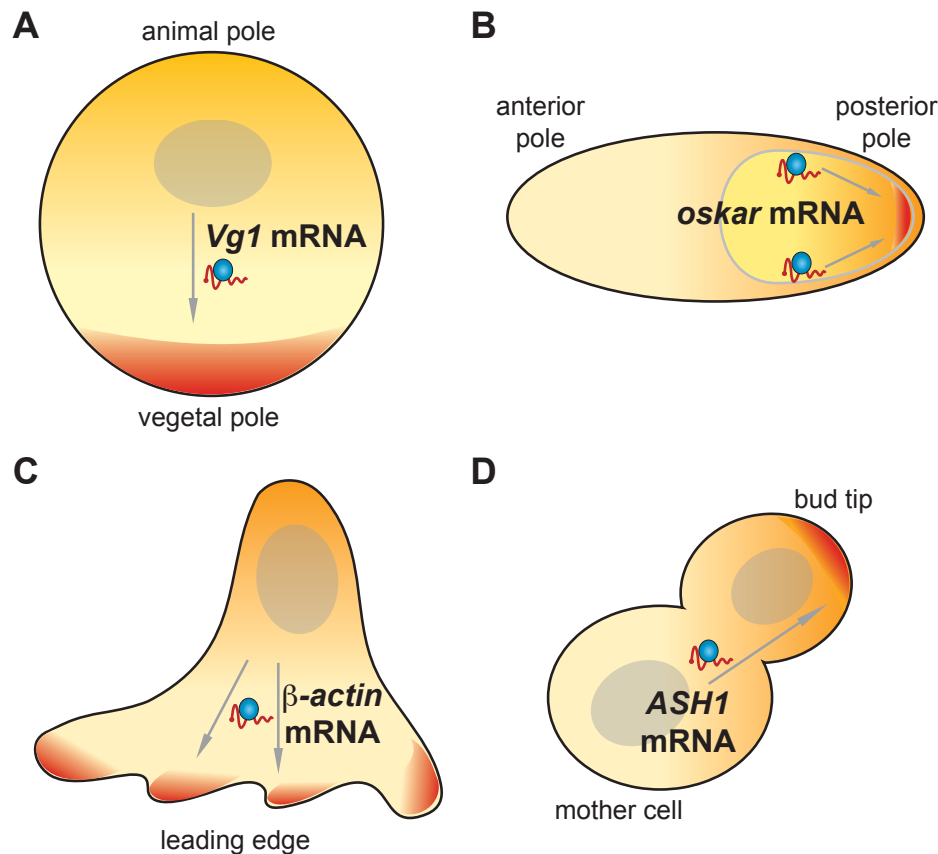 A
animal pole
Vg1 mRNA
vegetal pole
B
anterior
pole
posterior
pole
oskar mRNA
C
β-actin
mRNA
leading edge
D
bud tip
ASH1
mRNA
mother cell